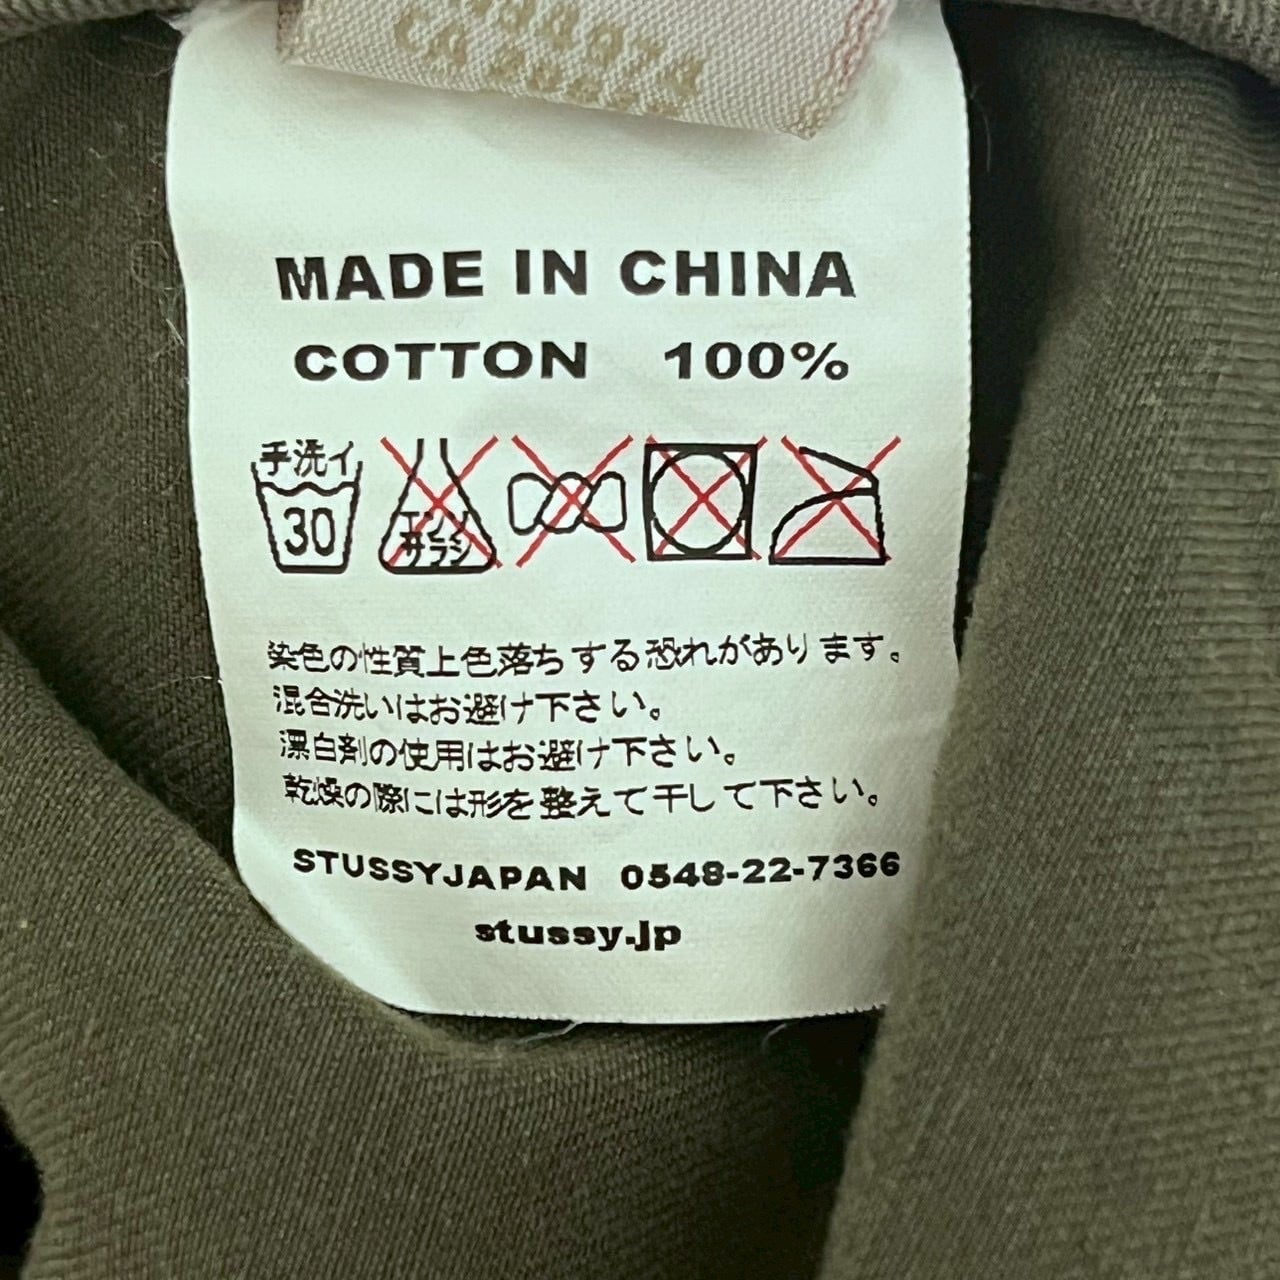 MADE IN CHINA
COTTON 100%
手洗イ
30
エンソ
サラシ
染色の性質上色落ちする恐れがあります。
混合洗いはお避け下さい。
漂白剤の使用はお避け下さい。
乾燥の際には形を整えて干して下さい。
STUSSYJAPAN 0548-22-7366
stussy.jp